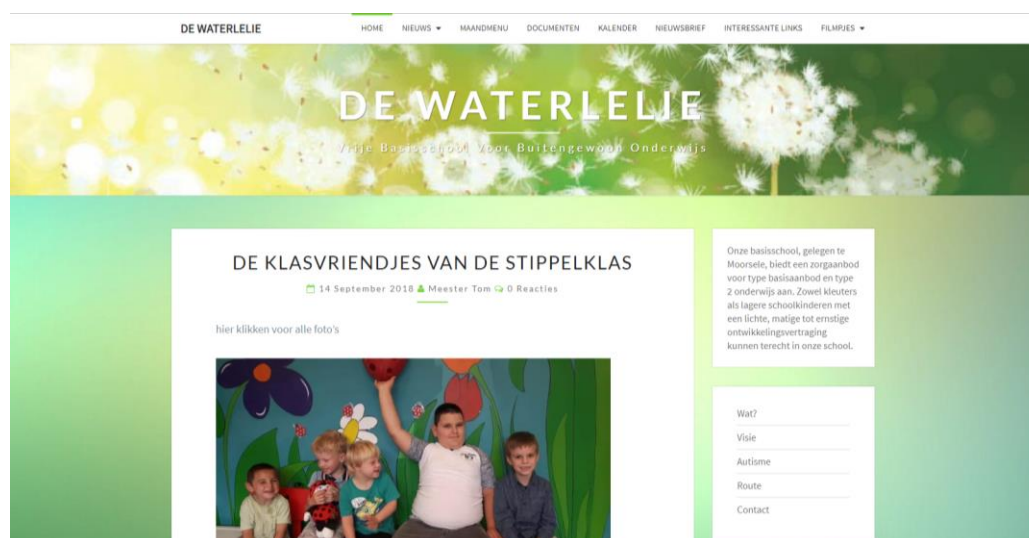 DE WATERLELIE
HOME NIEUWS MAANDMENU DOCUMENTEN KALENDER NIEUWSBRIEF INTERESSANTE LINKS FILMPJES
DE WATERLELIE
Vrije Basisschool Voor Buitengewoon Onderwijs
DE KLASVRIENDJES VAN DE STIPPELKLAS
14 September 2018 Meester Tom 0 Reacties
hier klikken voor alle foto's
Onze basisschool, gelegen te
Moorsele, biedt een zorgaanbod
voor type basisaanbod en type
2 onderwijs aan. Zowel kleuters
als lagere schoolkinderen met
een lichte, matige tot ernstige
ontwikkelingsvertraging
kunnen terecht in onze school.
Wat?
Visie
Autisme
Route
Contact